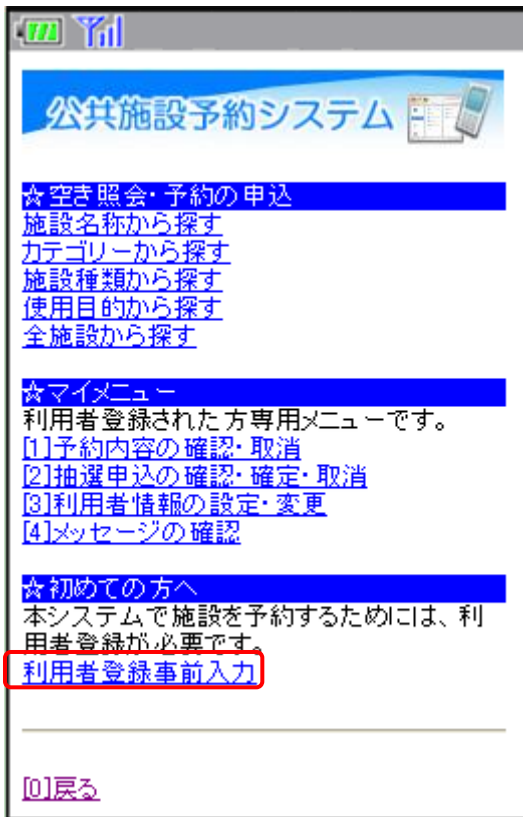 公共施設予約システム
☆空き照会・予約の申込
施設名称から探す
カテゴリーから探す
施設種類から探す
使用目的から探す
全施設から探す
☆マイメニュー
利用者登録された方専用メニューです。
[1]予約内容の確認・取消
[2]抽選申込の確認・確定・取消
[3]利用者情報の設定・変更
[4]メッセージの確認
☆初めての方へ
本システムで施設を予約するためには、利
用者登録が必要です。
利用者登録事前入力
[0]戻る